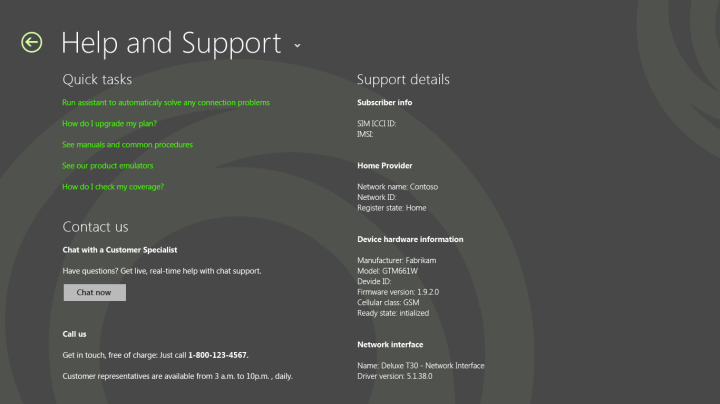 Help and Support
Quick tasks
Run assistant to automaticaly solve any connection problems
How do I upgrade my plan?
See manuals and common procedures
See our product emulators
How do I check my coverage?
Contact us
Chat with a Customer Specialist
Have questions? Get live, real-time help with chat support.
Chat now
Call us
Get in touch, free of charge: Just call 1-800-123-4567.
Customer representatives are available from 3 a.m. to 10p.m. , daily.
Support details
Subscriber info
SIM ICCI ID:
IMSI:
Home Provider
Network name: Contoso
Network ID:
Register state: Home
Device hardware information
Manufacturer: Fabrikam
Model: GTM661W
Devide ID:
Firmware version: 1.9.2.0
Cellular class: GSM
Ready state: intialized
Network interface
Name: Deluxe T30 - Network Interface
Driver version: 5.1.38.0